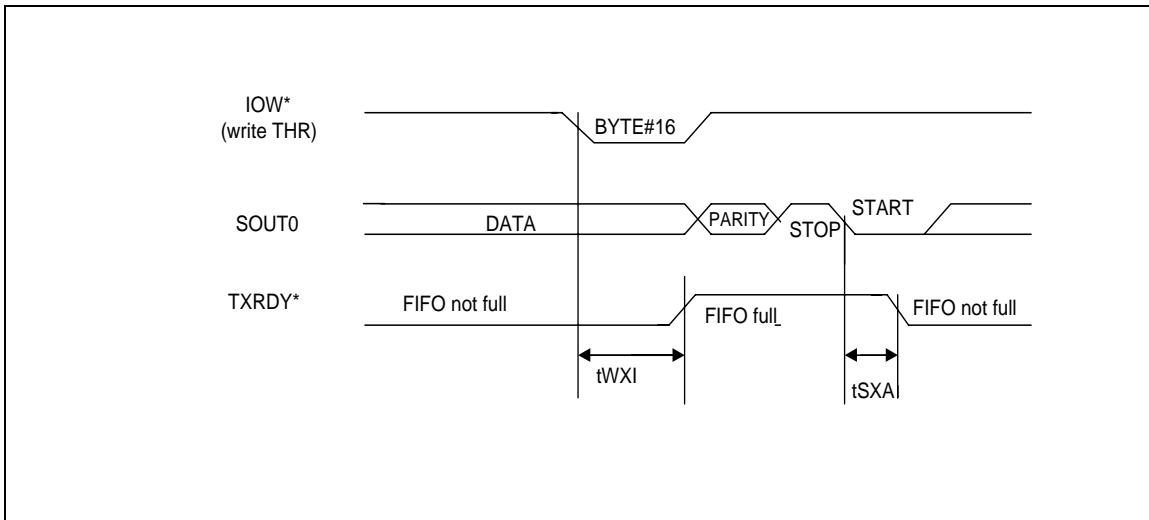 IOW*
(write THR)
BYTE#16
SOUT0
DATA
PARITY
STOP
START
TXRDY*
FIFO not full
FIFO full
FIFO not full
tWXI
tSXA